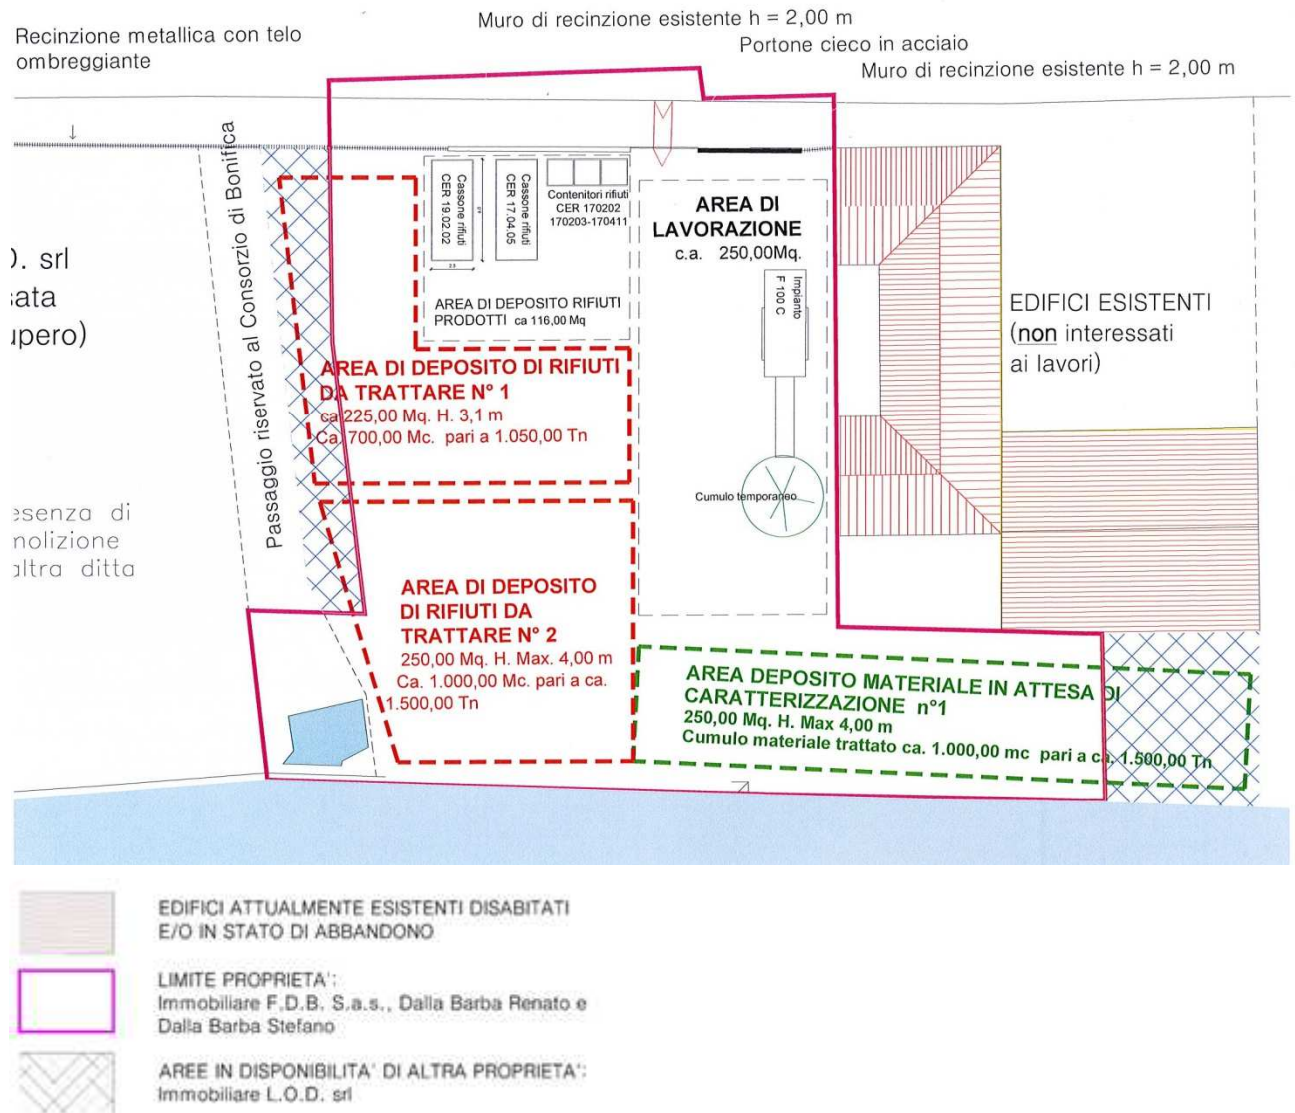 Muro di recinzione esistente h = 2,00 m
Recinzione metallica con telo
ombreggiante
Portone cieco in acciaio
Muro di recinzione esistente h = 2,00 m
Passaggio riservato al Consorzio di Bonifica
Cassone rifiuti
CER 19.02.02
Cassone rifiuti
CER 17.04.05
Contenitori rifiuti
CER 170202
170203-170411
AREA DI DEPOSITO RIFIUTI
PRODOTTI ca 116,00 Mq
AREA DI
LAVORAZIONE
c.a. 250,00Mq.
Impianto
F 100 C
Cumulo temporaneo
EDIFICI ESISTENTI
(non interessati
ai lavori)
. srl
AREA DI DEPOSITO DI RIFIUTI
DA TRATTARE N° 1
ca 225,00 Mq. H. 3,1 m
Ca. 700,00 Mc. pari a 1.050,00 Tn
esenza di
molizione
altra ditta
AREA DI DEPOSITO
DI RIFIUTI DA
TRATTARE N° 2
250,00 Mq. H. Max. 4,00 m
Ca. 1.000,00 Mc. pari a ca.
1.500,00 Tn
AREA DEPOSITO MATERIALE IN ATTESA DI
CARATTERIZZAZIONE n°1
250,00 Mq. H. Max 4,00 m
Cumulo materiale trattato ca. 1.000,00 mc pari a ca. 1.500,00 Tn
EDIFICI ATTUALMENTE ESISTENTI DISABITATI
E/O IN STATO DI ABBANDONO
LIMITE PROPRIETA':
Immobiliare F.D.B. S.a.s., Dalla Barba Renato e
Dalla Barba Stefano
AREE IN DISPONIBILITA' DI ALTRA PROPRIETA':
Immobiliare L.O.D. srl